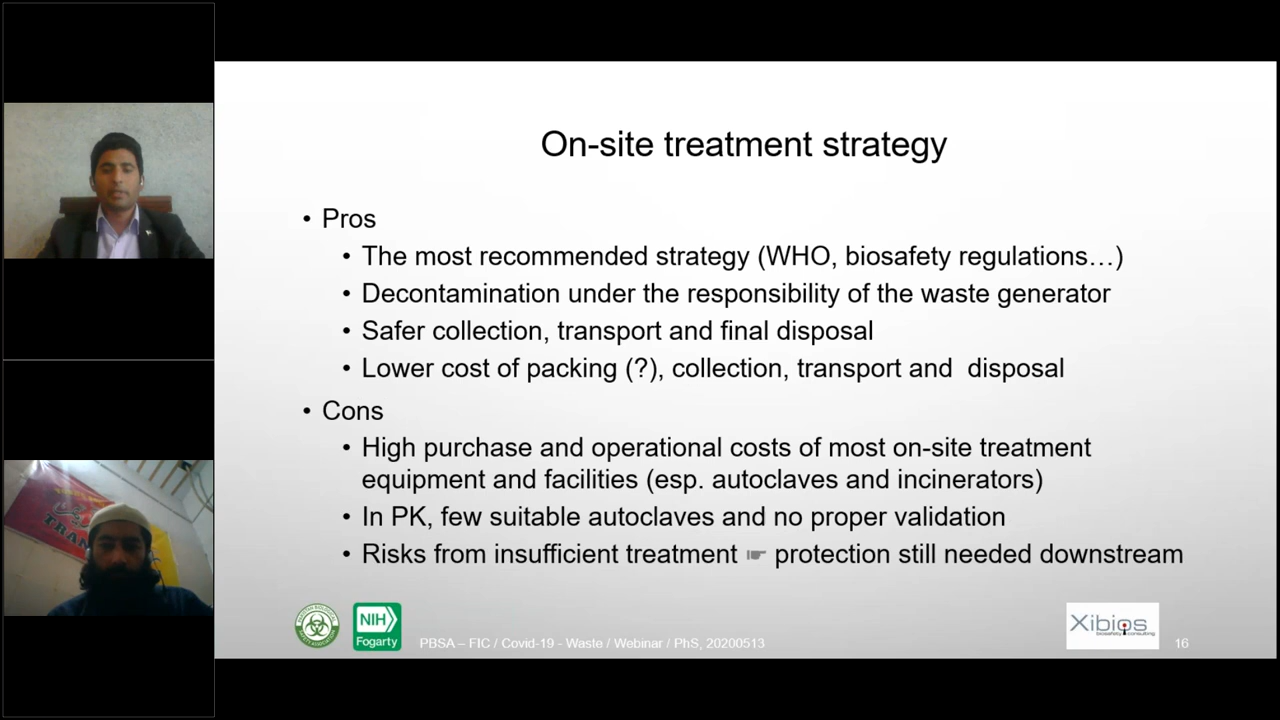 On-site treatment strategy
• Pros
• The most recommended strategy (WHO, biosafety regulations…)
• Decontamination under the responsibility of the waste generator
• Safer collection, transport and final disposal
• Lower cost of packing (?), collection, transport and disposal
• Cons
• High purchase and operational costs of most on-site treatment
equipment and facilities (esp. autoclaves and incinerators)
• In PK, few suitable autoclaves and no proper validation
• Risks from insufficient treatment ☛ protection still needed downstream
NIH
Fogarty
PBSA – FIC / Covid-19 - Waste / Webinar / PhS, 20200513
Xibios
biosafety consulting
16